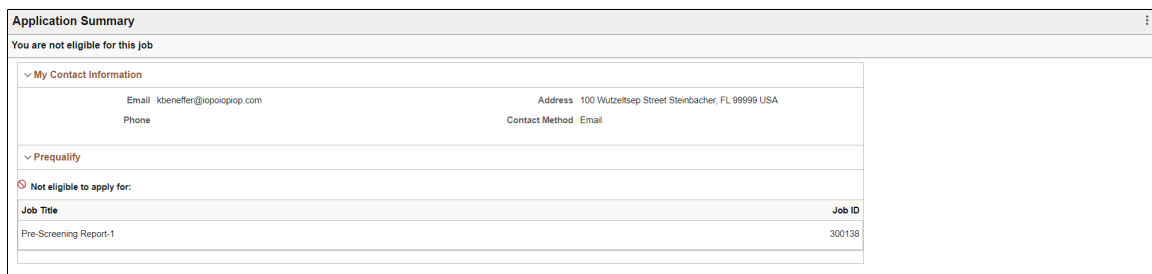 Application Summary
You are not eligible for this job
My Contact Information
Email kbeneffer@iopoiopiop.com Address 100 Wutzeltsep Street Steinbacher, FL 99999 USA
Phone Contact Method Email
Prequalify
Not eligible to apply for:
Job Title Job ID
Pre-Screening Report-1 300138